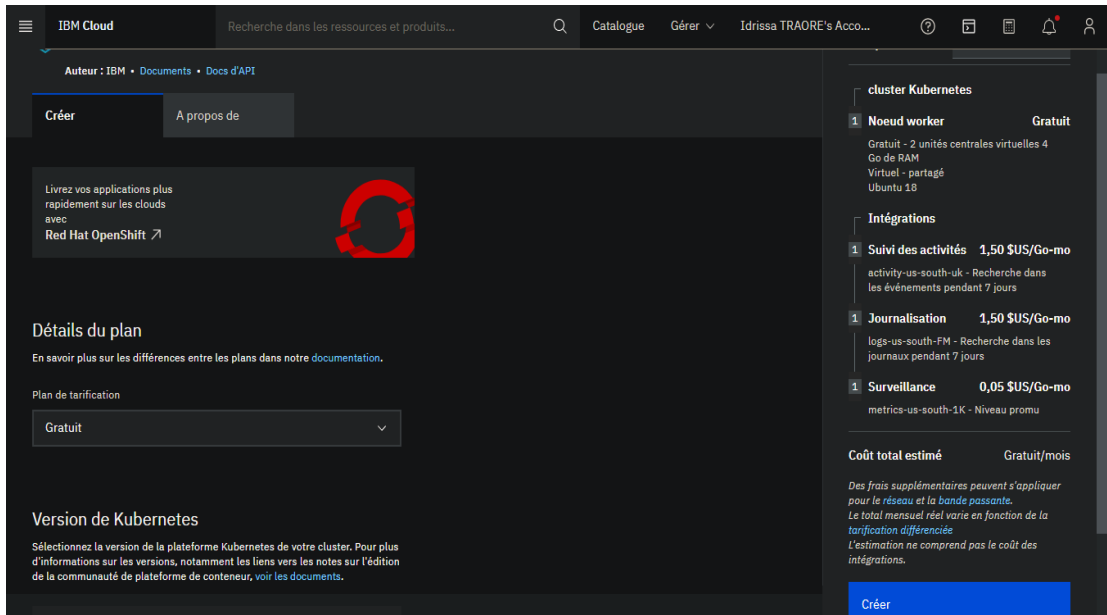 IBM Cloud
Recherche dans les ressources et produits...
Catalogue
Gérer
Idrissa TRAORE's Acco...
Auteur : IBM • Documents • Docs d'API
Créer
A propos de
Livrez vos applications plus
rapidement sur les clouds
avec
Red Hat OpenShift
Détails du plan
En savoir plus sur les différences entre les plans dans notre documentation.
Plan de tarification
Gratuit
Version de Kubernetes
Sélectionnez la version de la plateforme Kubernetes de votre cluster. Pour plus
d'informations sur les versions, notamment les liens vers les notes sur l'édition
de la communauté de plateforme de conteneur, voir les documents.
cluster Kubernetes
1 Noeud worker Gratuit
Gratuit - 2 unités centrales virtuelles 4
Go de RAM
Virtuel - partagé
Ubuntu 18
Intégrations
1 Suivi des activités 1,50 $US/Go-mo
activity-us-south-uk - Recherche dans
les événements pendant 7 jours
1 Journalisation 1,50 $US/Go-mo
logs-us-south-FM - Recherche dans les
journaux pendant 7 jours
1 Surveillance 0,05 $US/Go-mo
metrics-us-south-1K - Niveau promu
Coût total estimé Gratuit/mois
Des frais supplémentaires peuvent s'appliquer
pour le réseau et la bande passante.
Le total mensuel réel varie en fonction de la
tarification différenciée
L'estimation ne comprend pas le coût des
intégrations.
Créer